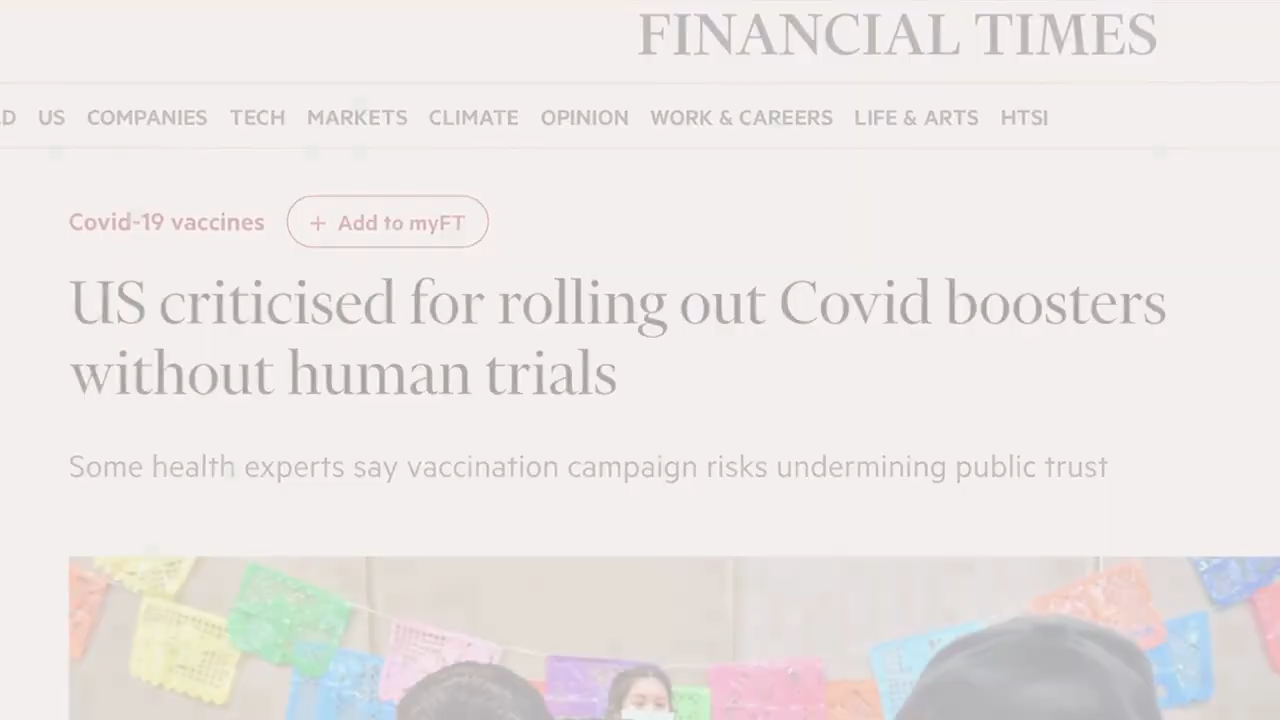 FINANCIAL TIMES
US COMPANIES TECH MARKETS CLIMATE OPINION WORK & CAREERS LIFE & ARTS HTSI
Covid-19 vaccines + Add to myFT
US criticised for rolling out Covid boosters
without human trials
Some health experts say vaccination campaign risks undermining public trust